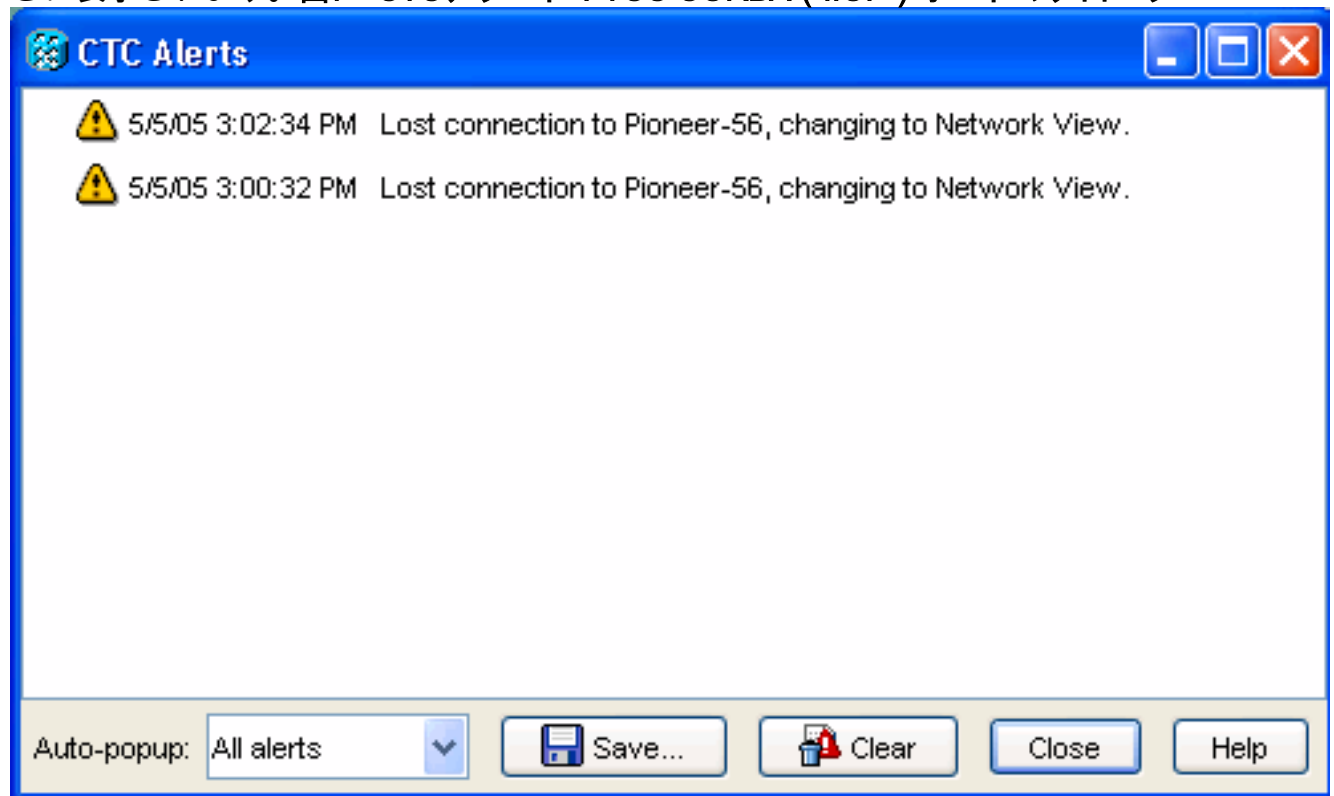 CTC Alerts
5/5/05 3:02:34 PM Lost connection to Pioneer-56, changing to Network View.
5/5/05 3:00:32 PM Lost connection to Pioneer-56, changing to Network View.
Auto-popup: All alerts Save... Clear Close Help